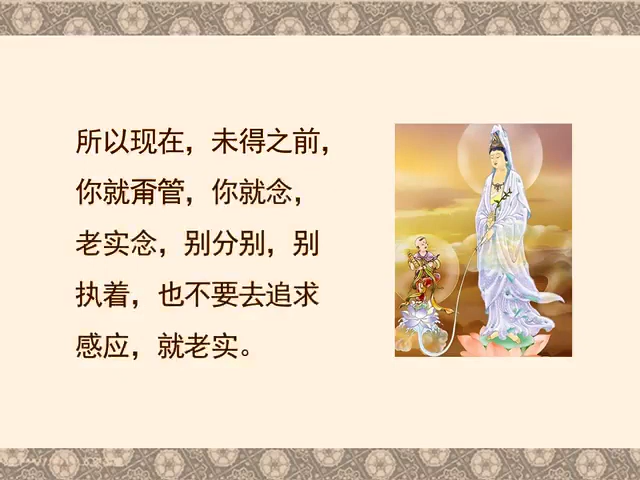 所以现在，未得之前，
你就甭管，你就念，
老实念，别分别，别
执着，也不要去追求
感应，就老实。